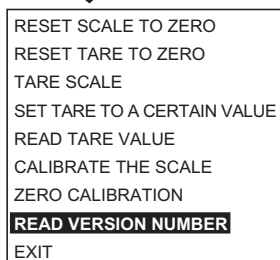 RESET SCALE TO ZERO
RESET TARE TO ZERO
TARE SCALE
SET TARE TO A CERTAIN VALUE
READ TARE VALUE
CALIBRATE THE SCALE
ZERO CALIBRATION
READ VERSION NUMBER
EXIT